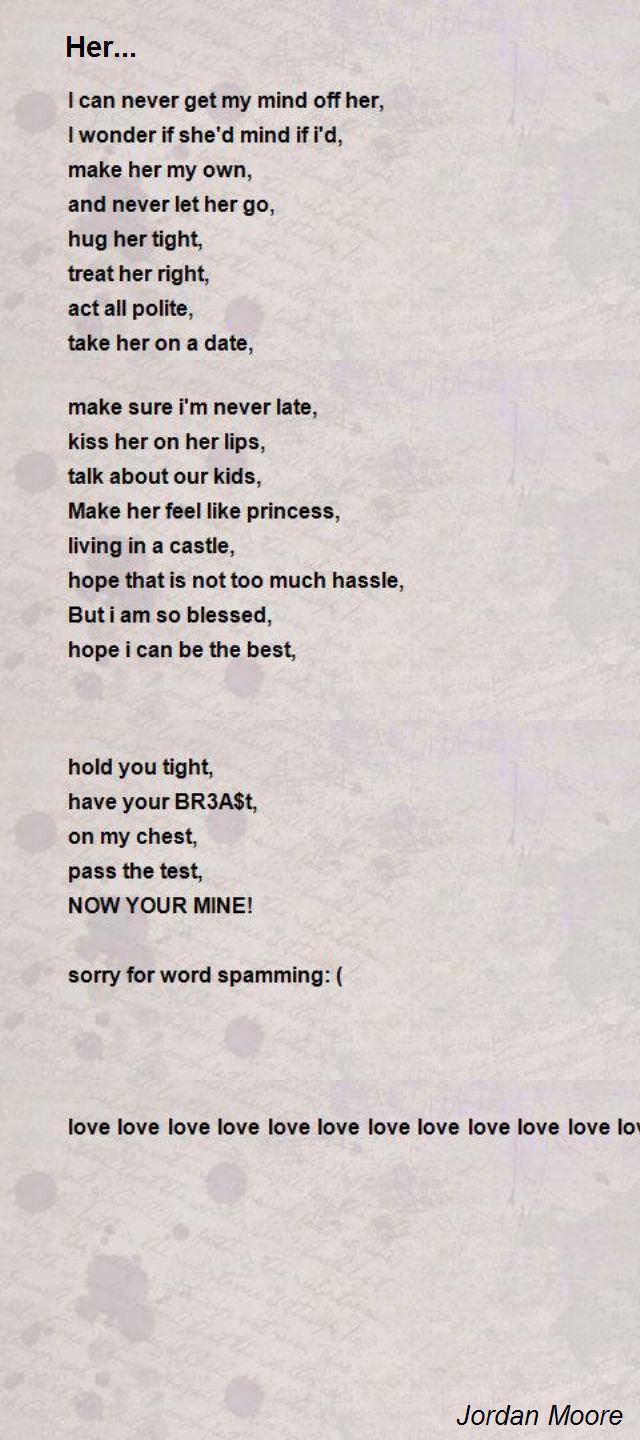 Her...
I can never get my mind off her,
I wonder if she'd mind if i'd,
make her my own,
and never let her go,
hug her tight,
treat her right,
act all polite,
take her on a date,
make sure i'm never late,
kiss her on her lips,
talk about our kids,
Make her feel like princess,
living in a castle,
hope that is not too much hassle,
But i am so blessed,
hope i can be the best,
hold you tight,
have your BR3A$t,
on my chest,
pass the test,
NOW YOUR MINE!
sorry for word spamming: (
love love love love love love love love love love love
Jordan Moore